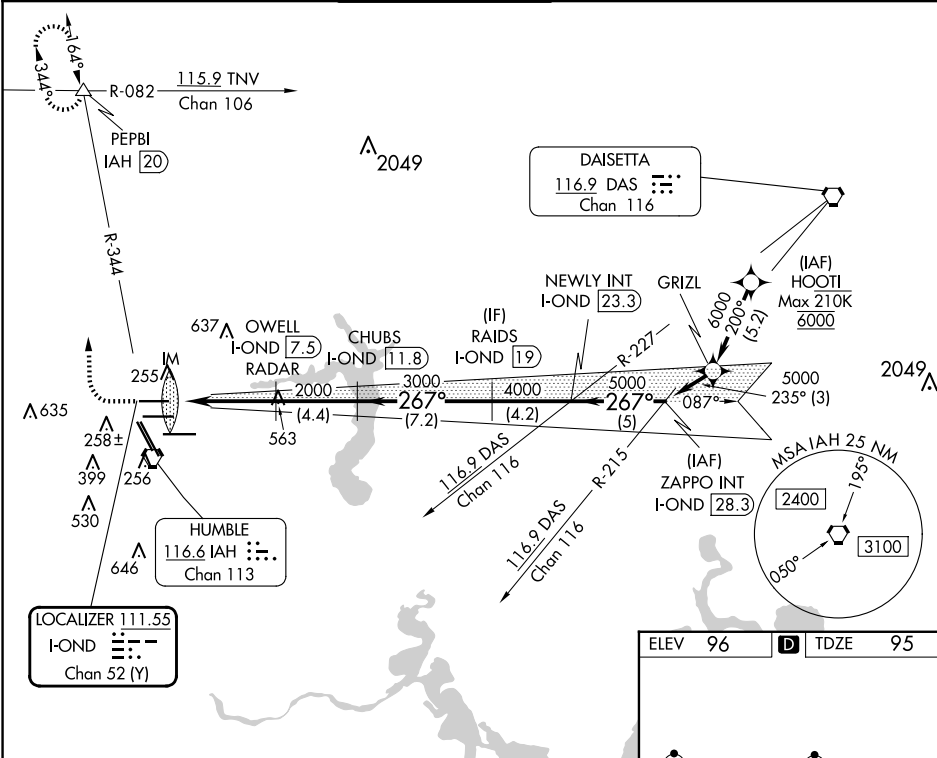 164°
344°
R-082
115.9 TNV
Chan 106
PEPBI
IAH 20
2049
DAISETTA
116.9 DAS
Chan 116
R-344
(IAF)
HOOTI
Max 210K
6000
6000
200°
(5.2)
GRIZL
NEWLY INT
I-OND 23.3
(IF)
RAIDS
I-OND 19
CHUBS
I-OND 11.8
637
OWELL
I-OND 7.5
RADAR
IM
255
R-227
2000
3000
4000
5000
267°
267°
087°
5000
235° (3)
2049
(4.4)
(7.2)
(4.2)
(5)
563
635
258±
399
256
530
646
116.9 DAS
Chan 116
R-215
116.9 DAS
Chan 116
(IAF)
ZAPPO INT
I-OND 28.3
MSA IAH 25 NM
195°
2400
3100
050°
HUMBLE
116.6 IAH
Chan 113
LOCALIZER 111.55
I-OND
Chan 52 (Y)
ELEV 96 D TDZE 95